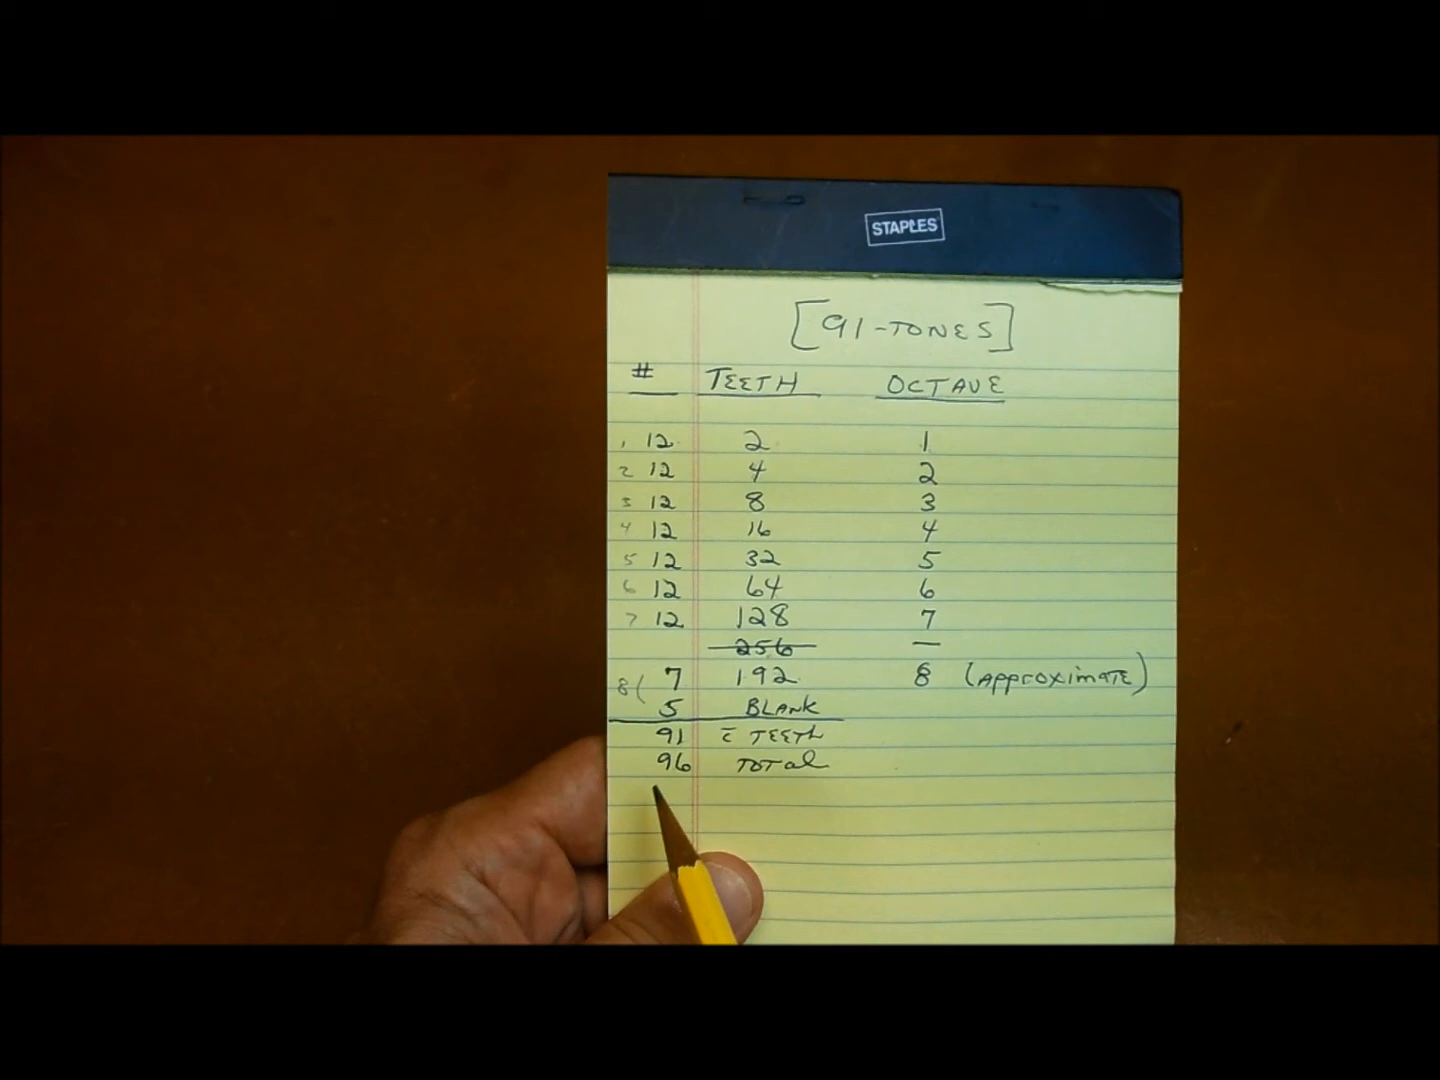 STAPLES
[91-TONES]
# TEETH OCTAVE
1 12 2 1
2 12 4 2
3 12 8 3
4 12 16 4
5 12 32 5
6 12 64 6
7 12 128 7
256 —
8( 7 192 8 (APPROXIMATE)
5 BLANK
91 c̄ TEETH
96 TOTAL